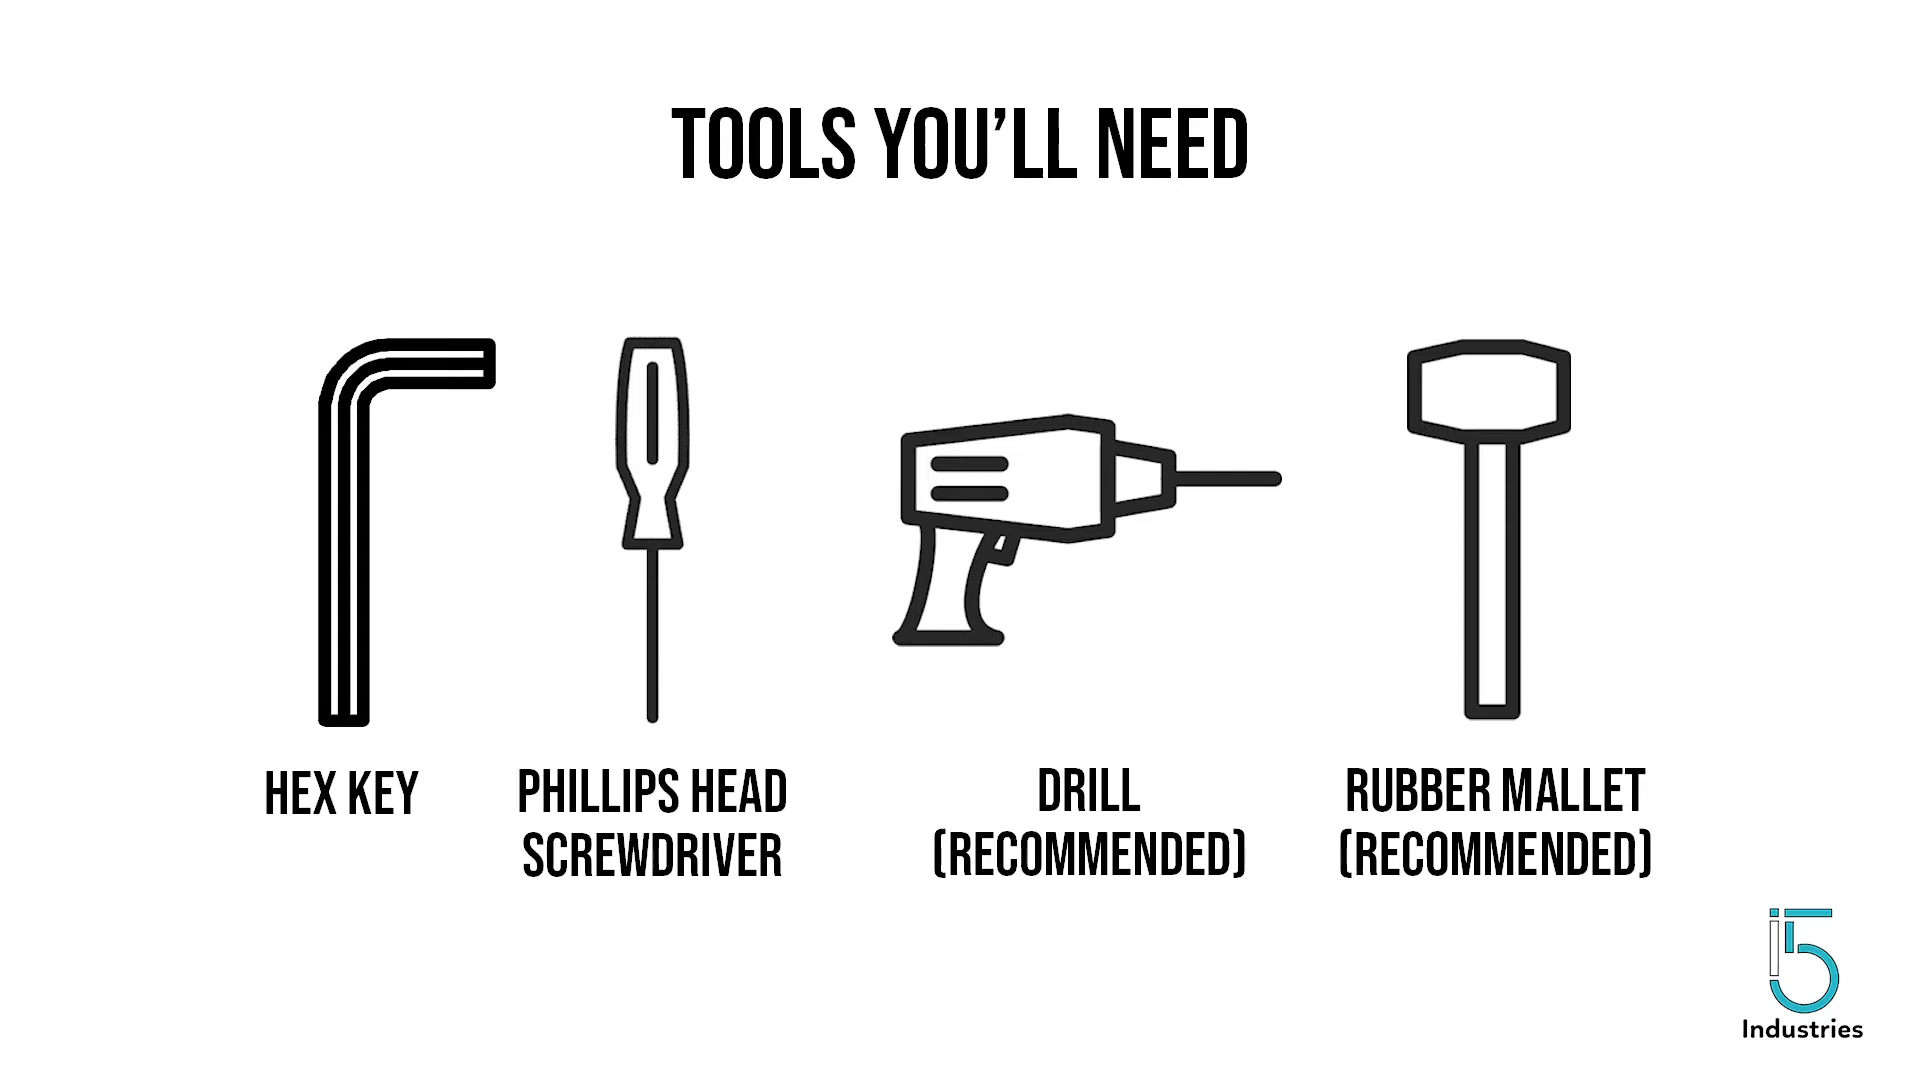 TOOLS YOU'LL NEED
HEX KEY
PHILLIPS HEAD
SCREWDRIVER
DRILL
(RECOMMENDED)
RUBBER MALLET
(RECOMMENDED)
i5
Industries